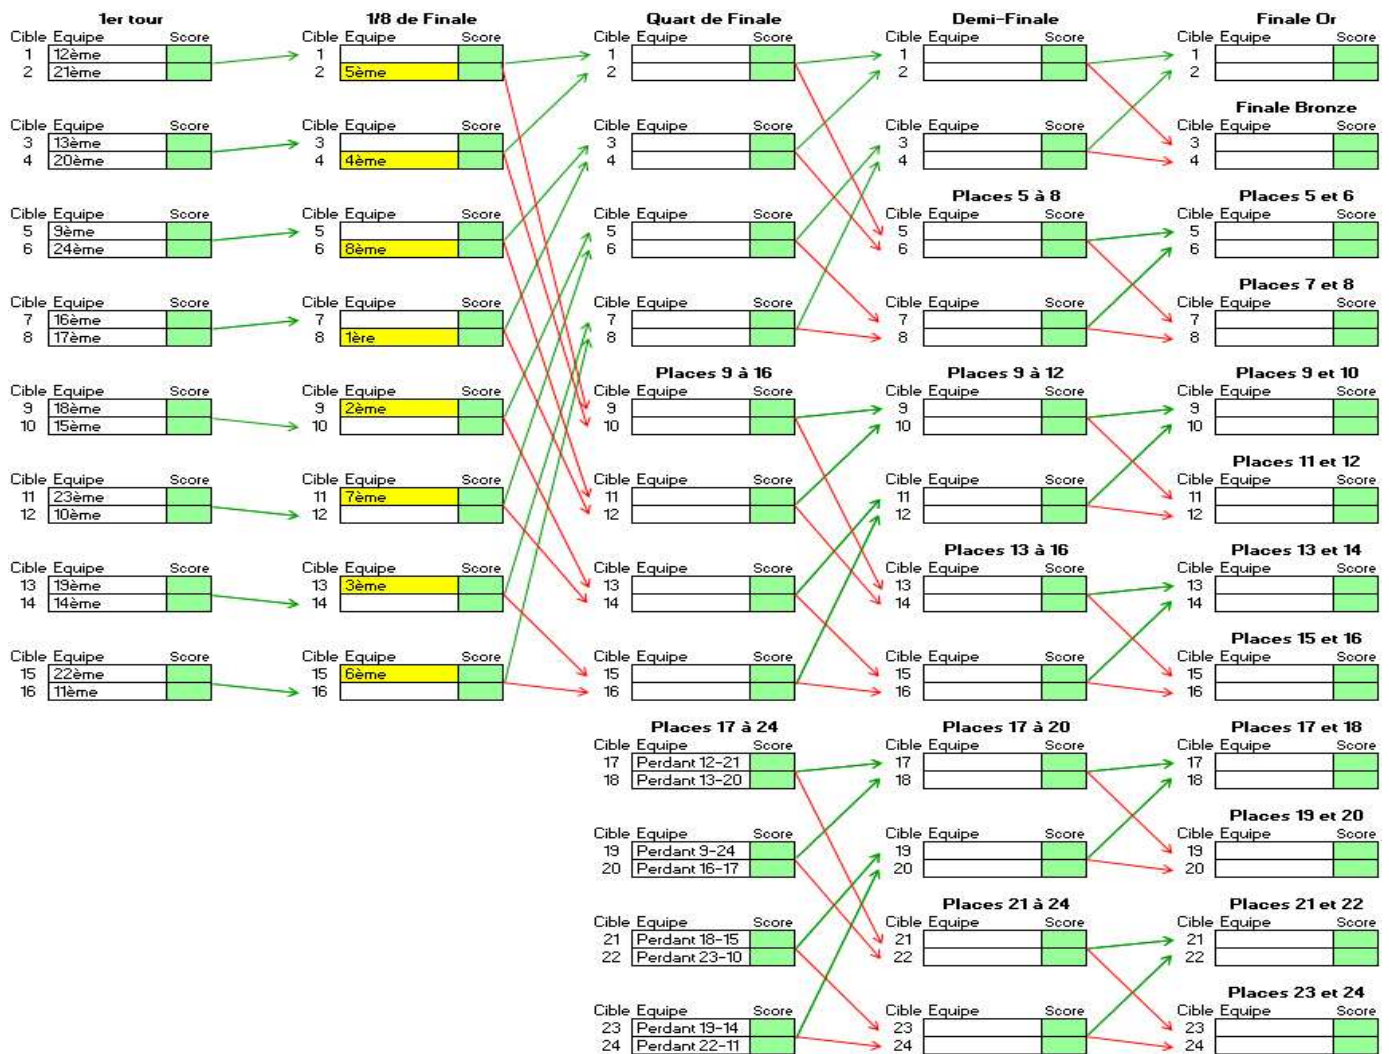 1er tour 1/8 de Finale Quart de Finale Demi-Finale Finale Or
Cible Equipe Score Cible Equipe Score Cible Equipe Score Cible Equipe Score Cible Equipe Score
1 12ème 1 1 1 1
2 21ème 2 5ème 2 2 2
Finale Bronze
Cible Equipe Score Cible Equipe Score Cible Equipe Score Cible Equipe Score Cible Equipe Score
3 13ème 3 3 3 3
4 20ème 4 4ème 4 4 4
Places 5 à 8 Places 5 et 6
Cible Equipe Score Cible Equipe Score Cible Equipe Score Cible Equipe Score Cible Equipe Score
5 9ème 5 5 5 5
6 24ème 6 8ème 6 6 6
Places 7 et 8
Cible Equipe Score Cible Equipe Score Cible Equipe Score Cible Equipe Score Cible Equipe Score
7 16ème 7 7 7 7
8 17ème 8 1ère 8 8 8
Places 9 à 16 Places 9 à 12 Places 9 et 10
Cible Equipe Score Cible Equipe Score Cible Equipe Score Cible Equipe Score Cible Equipe Score
9 18ème 9 2ème 9 9 9
10 15ème 10 10 10 10
Places 11 et 12
Cible Equipe Score Cible Equipe Score Cible Equipe Score Cible Equipe Score Cible Equipe Score
11 23ème 11 7ème 11 11 11
12 10ème 12 12 12 12
Places 13 à 16 Places 13 et 14
Cible Equipe Score Cible Equipe Score Cible Equipe Score Cible Equipe Score Cible Equipe Score
13 19ème 13 3ème 13 13 13
14 14ème 14 14 14 14
Places 15 et 16
Cible Equipe Score Cible Equipe Score Cible Equipe Score Cible Equipe Score Cible Equipe Score
15 22ème 15 6ème 15 15 15
16 11ème 16 16 16 16
Places 17 à 24 Places 17 à 20 Places 17 et 18
Cible Equipe Score Cible Equipe Score Cible Equipe Score
17 Perdant 12-21 17 17
18 Perdant 13-20 18 18
Places 19 et 20
Cible Equipe Score Cible Equipe Score Cible Equipe Score
19 Perdant 9-24 19 19
20 Perdant 16-17 20 20
Places 21 à 24 Places 21 et 22
Cible Equipe Score Cible Equipe Score Cible Equipe Score
21 Perdant 18-15 21 21
22 Perdant 23-10 22 22
Places 23 et 24
Cible Equipe Score Cible Equipe Score Cible Equipe Score
23 Perdant 19-14 23 23
24 Perdant 22-11 24 24